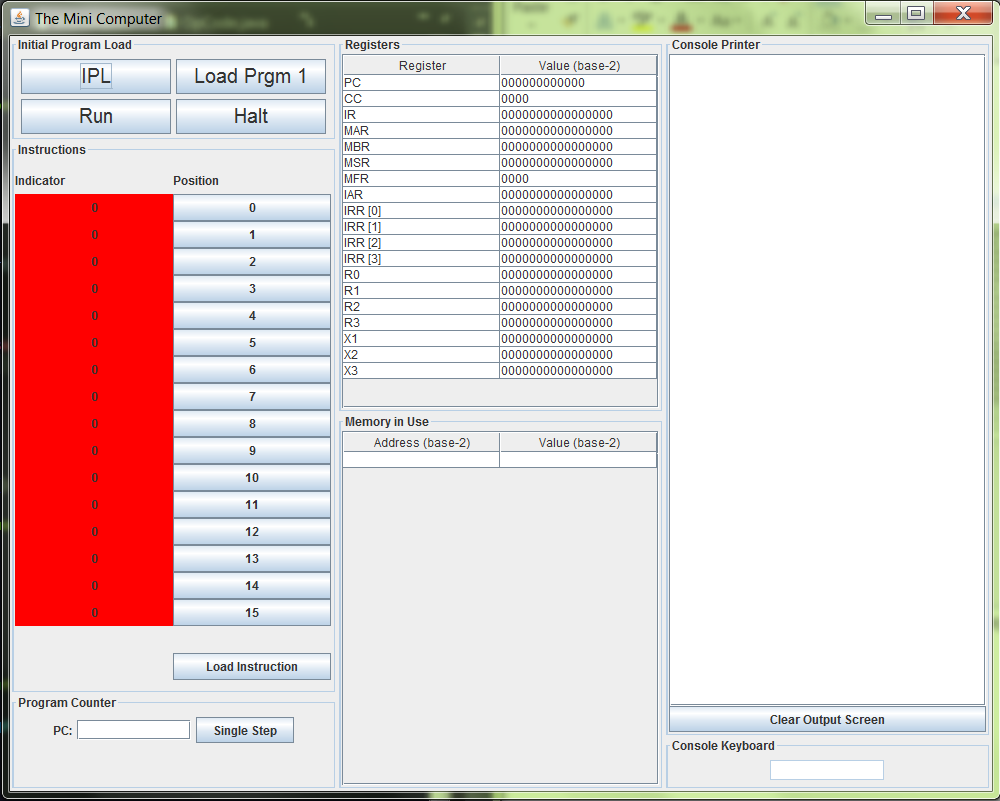 The Mini Computer
Initial Program Load
IPL
Load Prgm 1
Run
Halt
Instructions
Indicator Position
0 0
0 1
0 2
0 3
0 4
0 5
0 6
0 7
0 8
0 9
0 10
0 11
0 12
0 13
0 14
0 15
Load Instruction
Program Counter
PC:
Single Step
Registers
Register Value (base-2)
PC 000000000000
CC 0000
IR 0000000000000000
MAR 0000000000000000
MBR 0000000000000000
MSR 0000000000000000
MFR 0000
IAR 0000000000000000
IRR [0] 0000000000000000
IRR [1] 0000000000000000
IRR [2] 0000000000000000
IRR [3] 0000000000000000
R0 0000000000000000
R1 0000000000000000
R2 0000000000000000
R3 0000000000000000
X1 0000000000000000
X2 0000000000000000
X3 0000000000000000
Memory in Use
Address (base-2) Value (base-2)
Console Printer
Clear Output Screen
Console Keyboard